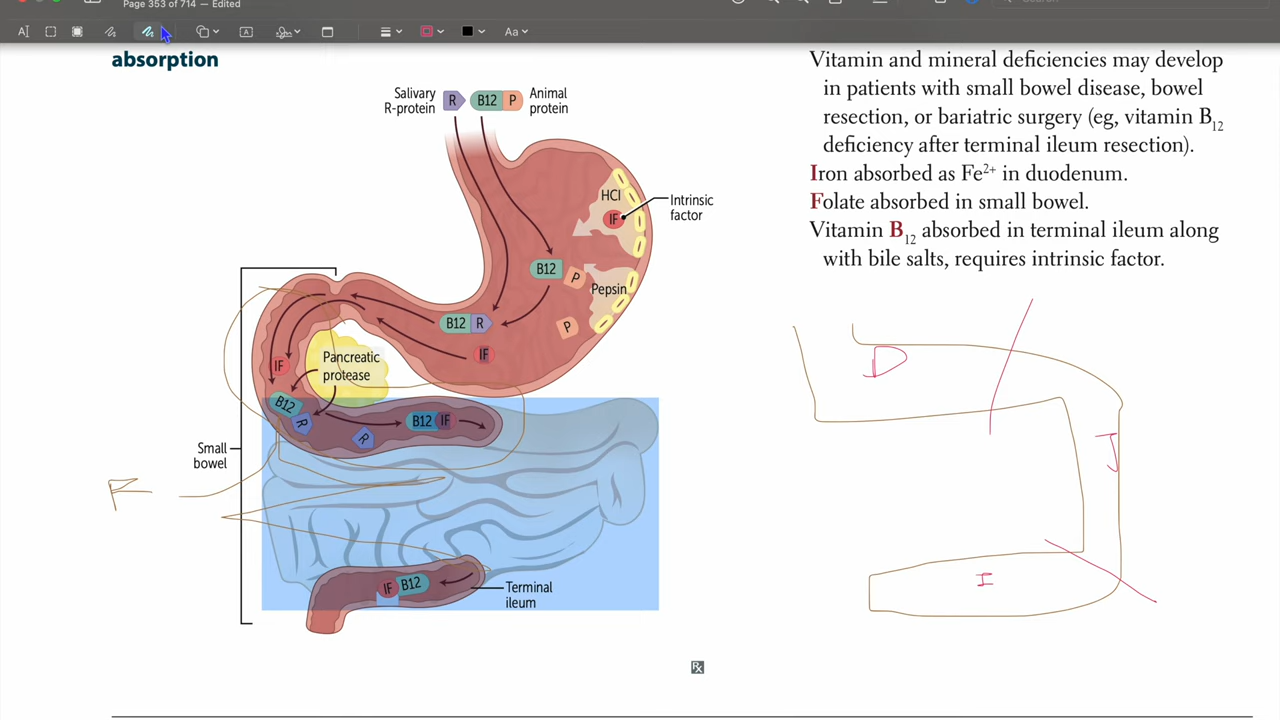 Page 353 of 714 — Edited
Search
A
Aa
absorption
Salivary
R-protein
R
B12
P
Animal
protein
HCl
IF
Intrinsic
factor
B12
P
Pepsin
P
B12
R
IF
IF
Pancreatic
protease
B12
R
B12
IF
R
Small
bowel
IF
B12
Terminal
ileum
Vitamin and mineral deficiencies may develop
in patients with small bowel disease, bowel
resection, or bariatric surgery (eg, vitamin B12
deficiency after terminal ileum resection).
Iron absorbed as Fe2+ in duodenum.
Folate absorbed in small bowel.
Vitamin B12 absorbed in terminal ileum along
with bile salts, requires intrinsic factor.
D
J
I
F
Rx